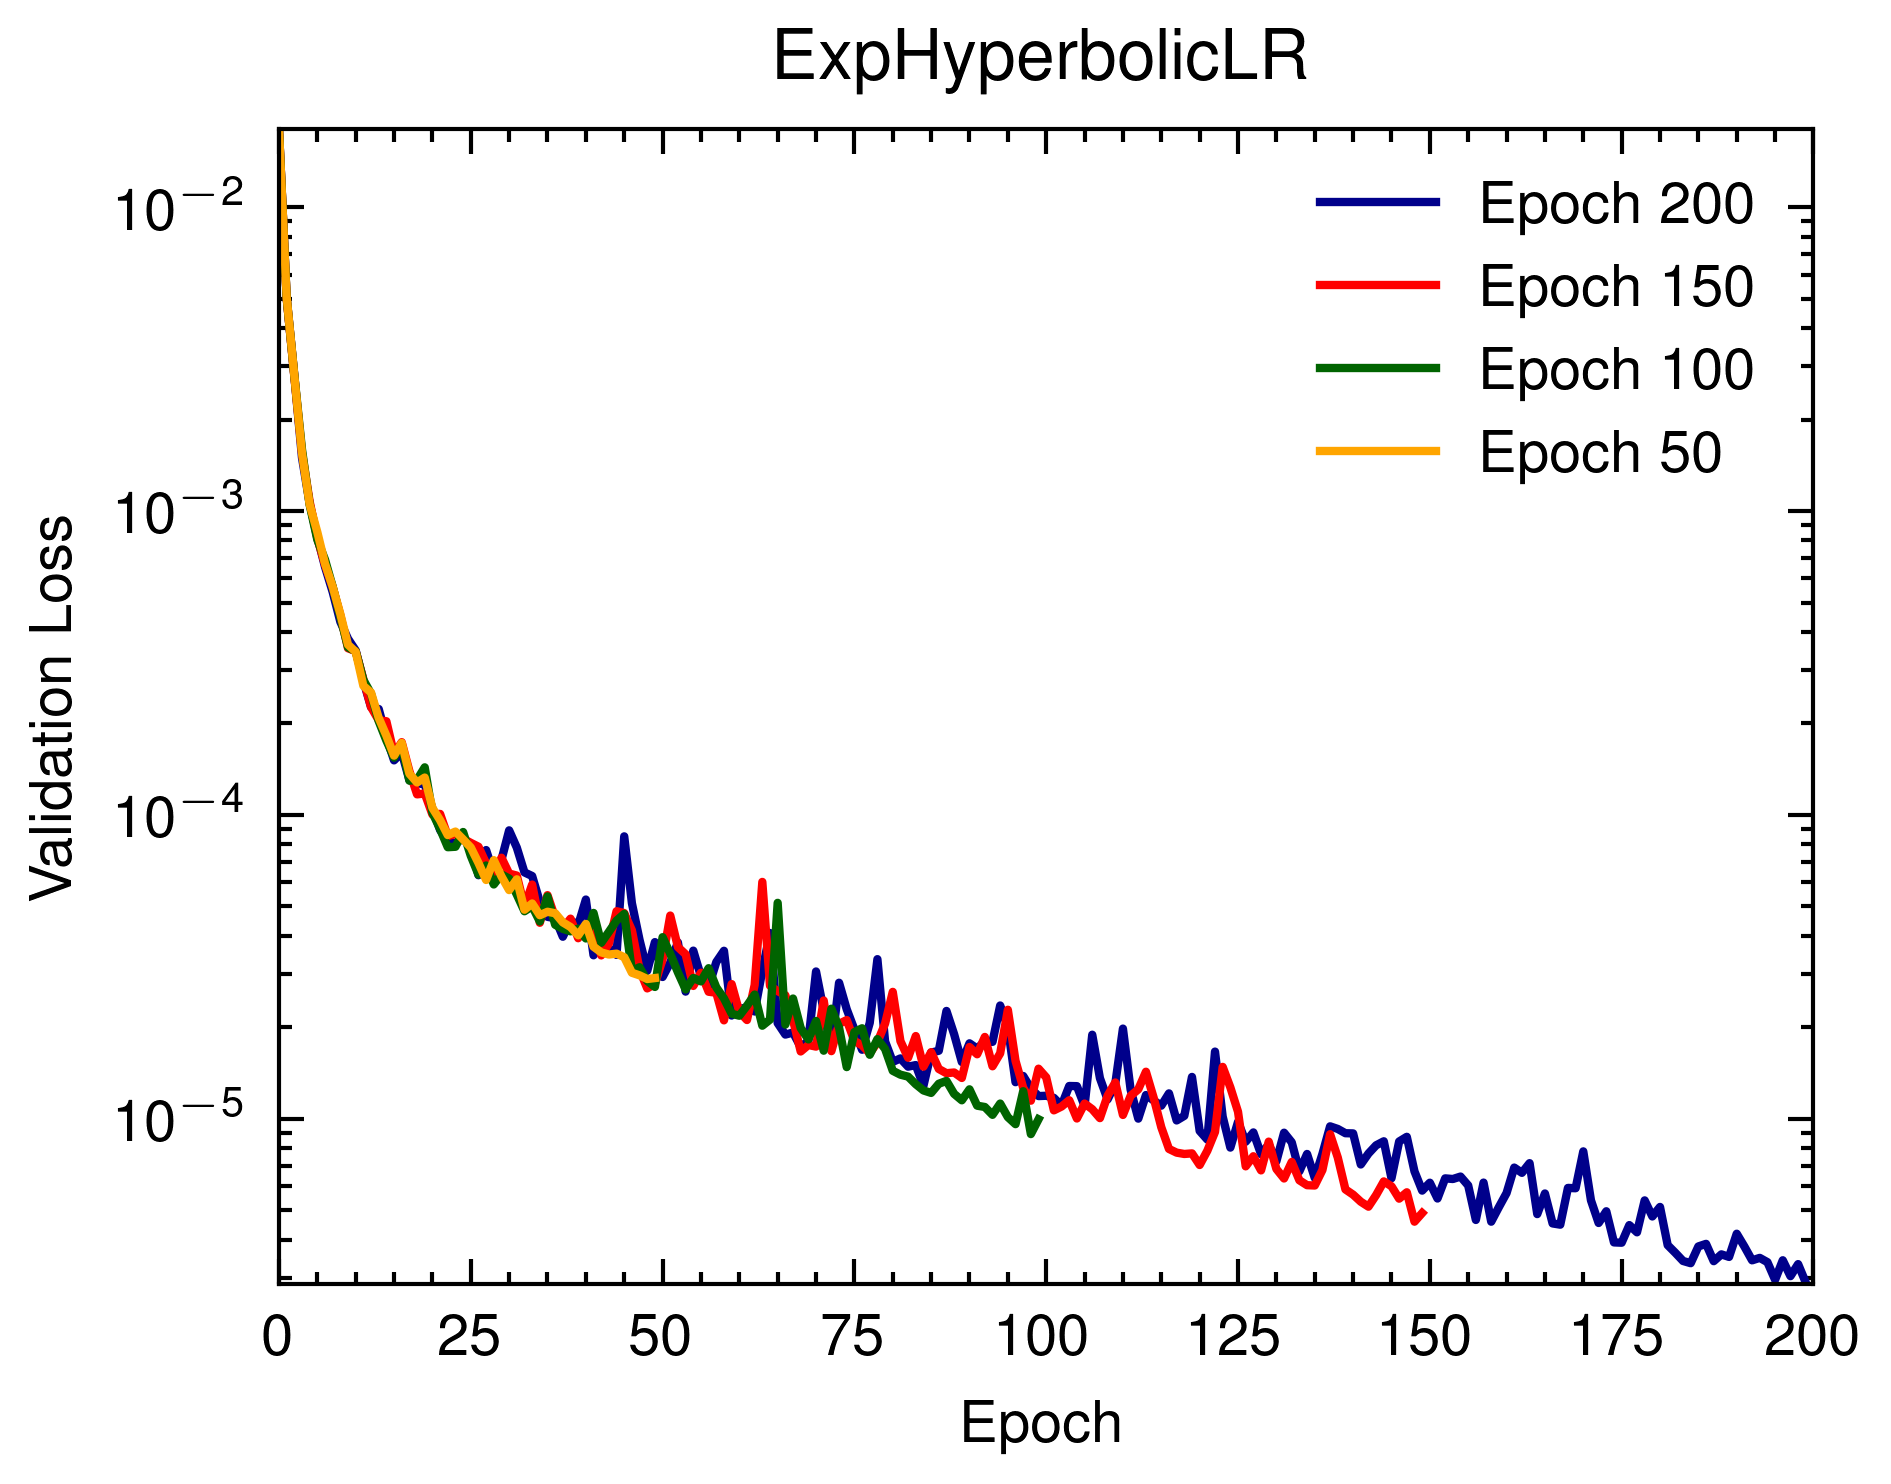 ExpHyperbolicLR
Epoch 200
Epoch 150
Epoch 100
Epoch 50
Validation Loss
10⁻²
10⁻³
10⁻⁴
10⁻⁵
0 25 50 75 100 125 150 175 200
Epoch